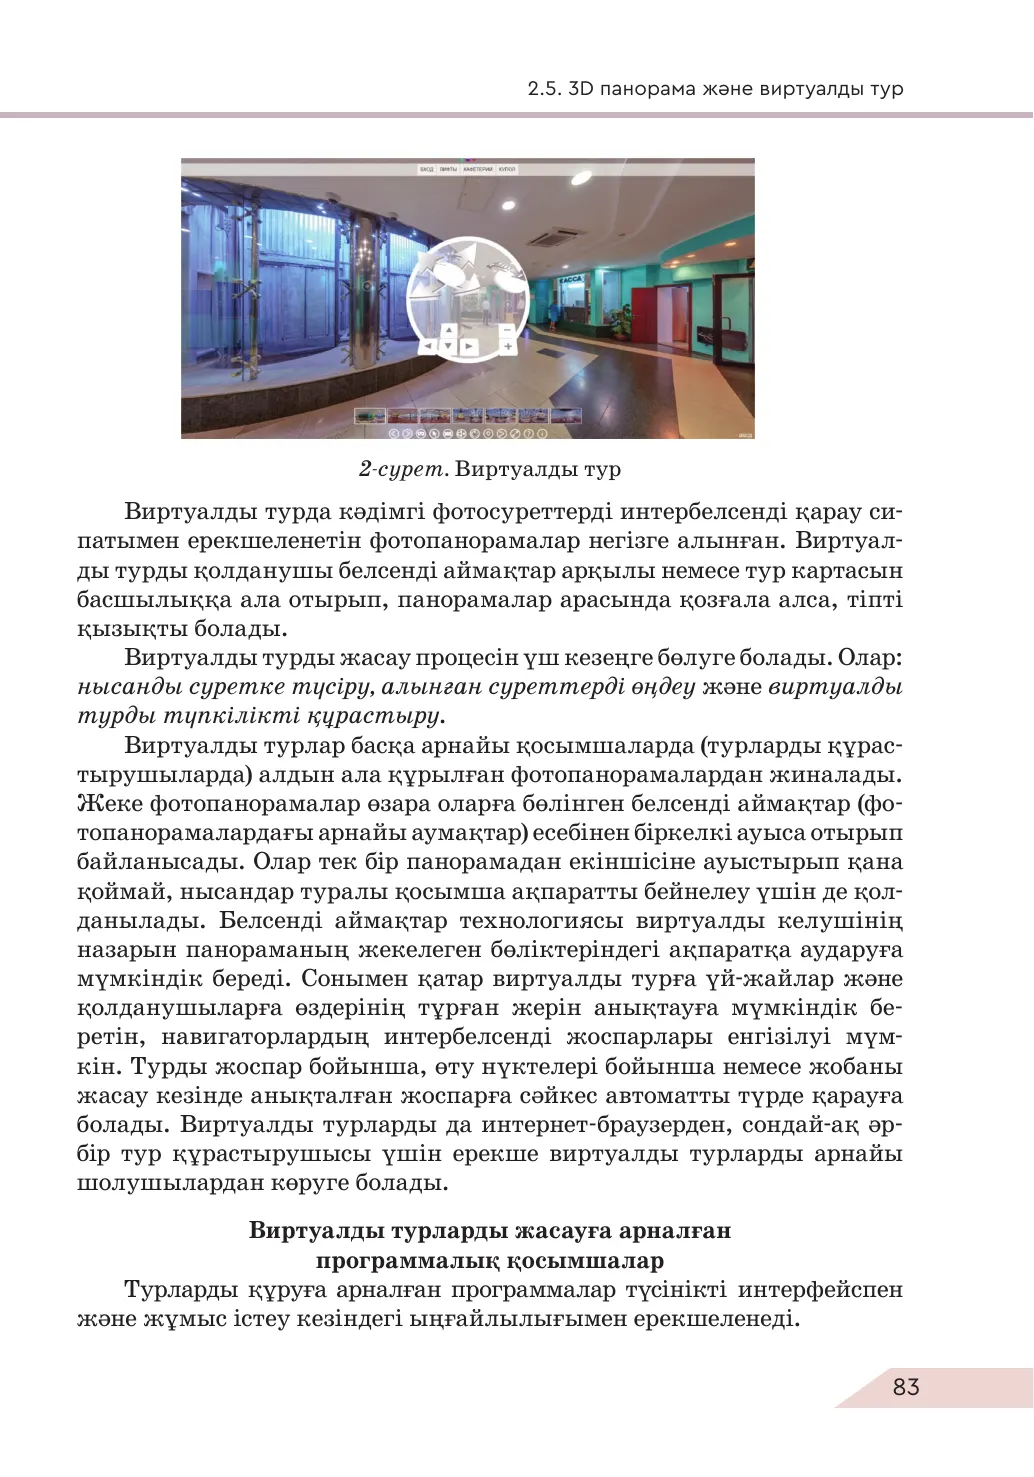 2.5. 3D панорама және виртуалды тур
ВХОД ЛИФТЫ КАФЕТЕРИИ КУПОЛ
КАССА
2-сурет. Виртуалды тур
Виртуалды турда кәдімгі фотосуреттерді интербелсенді қарау си-
патымен ерекшеленетін фотопанорамалар негізге алынған. Виртуал-
ды турды қолданушы белсенді аймақтар арқылы немесе тур картасын
басшылыққа ала отырып, панорамалар арасында қозғала алса, тіпті
қызықты болады.
Виртуалды турды жасау процесін үш кезеңге бөлуге болады. Олар:
нысанды суретке түсіру, алынған суреттерді өңдеу және виртуалды
турды түпкілікті құрастыру.
Виртуалды турлар басқа арнайы қосымшаларда (турларды құрас-
тырушыларда) алдын ала құрылған фотопанорамалардан жиналады.
Жеке фотопанорамалар өзара оларға бөлінген белсенді аймақтар (фо-
топанорамалардағы арнайы аумақтар) есебінен біркелкі ауыса отырып
байланысады. Олар тек бір панорамадан екіншісіне ауыстырып қана
қоймай, нысандар туралы қосымша ақпаратты бейнелеу үшін де қол-
данылады. Белсенді аймақтар технологиясы виртуалды келушінің
назарын панораманың жекелеген бөліктеріндегі ақпаратқа аударуға
мүмкіндік береді. Сонымен қатар виртуалды турға үй-жайлар және
қолданушыларға өздерінің тұрған жерін анықтауға мүмкіндік бе-
ретін, навигаторлардың интербелсенді жоспарлары енгізілуі мүм-
кін. Турды жоспар бойынша, өту нүктелері бойынша немесе жобаны
жасау кезінде анықталған жоспарға сәйкес автоматты түрде қарауға
болады. Виртуалды турларды да интернет-браузерден, сондай-ақ әр-
бір тур құрастырушысы үшін ерекше виртуалды турларды арнайы
шолушылардан көруге болады.
Виртуалды турларды жасауға арналған
программалық қосымшалар
Турларды құруға арналған программалар түсінікті интерфейспен
және жұмыс істеу кезіндегі ыңғайлылығымен ерекшеленеді.
83